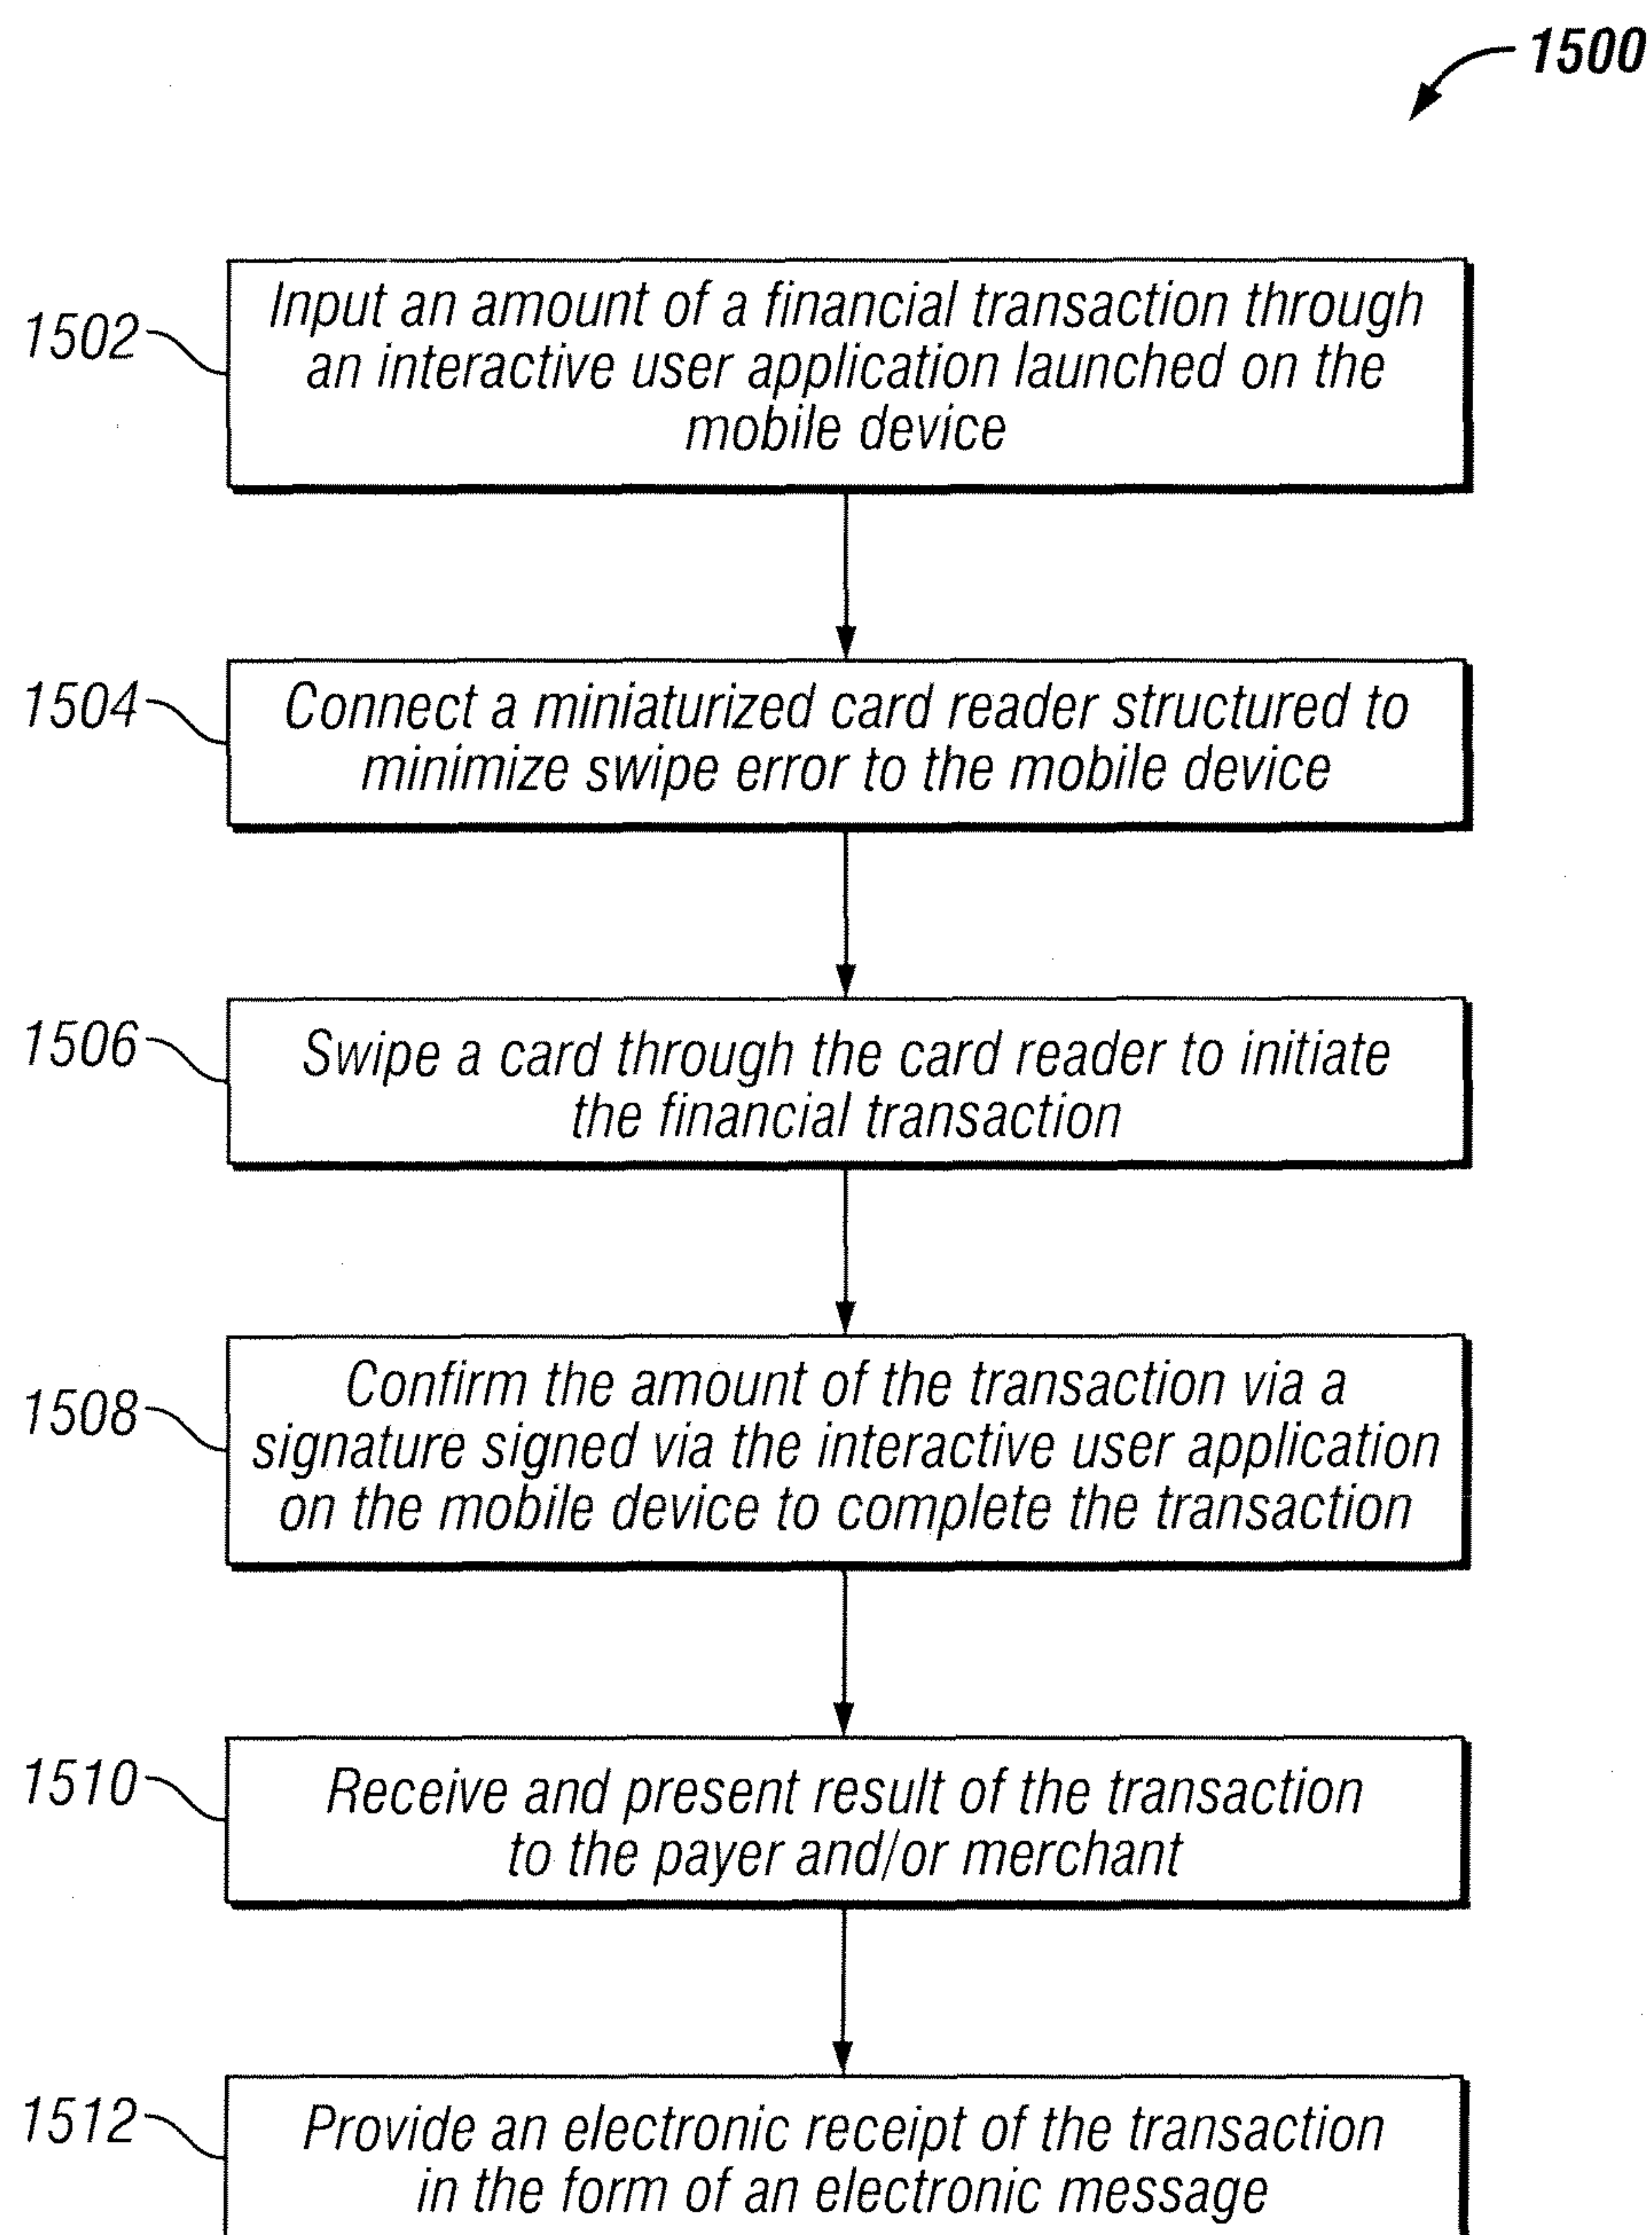 1500
1502
Input an amount of a financial transaction through
an interactive user application launched on the
mobile device
1504
Connect a miniaturized card reader structured to
minimize swipe error to the mobile device
1506
Swipe a card through the card reader to initiate
the financial transaction
1508
Confirm the amount of the transaction via a
signature signed via the interactive user application
on the mobile device to complete the transaction
1510
Receive and present result of the transaction
to the payer and/or merchant
1512
Provide an electronic receipt of the transaction
in the form of an electronic message